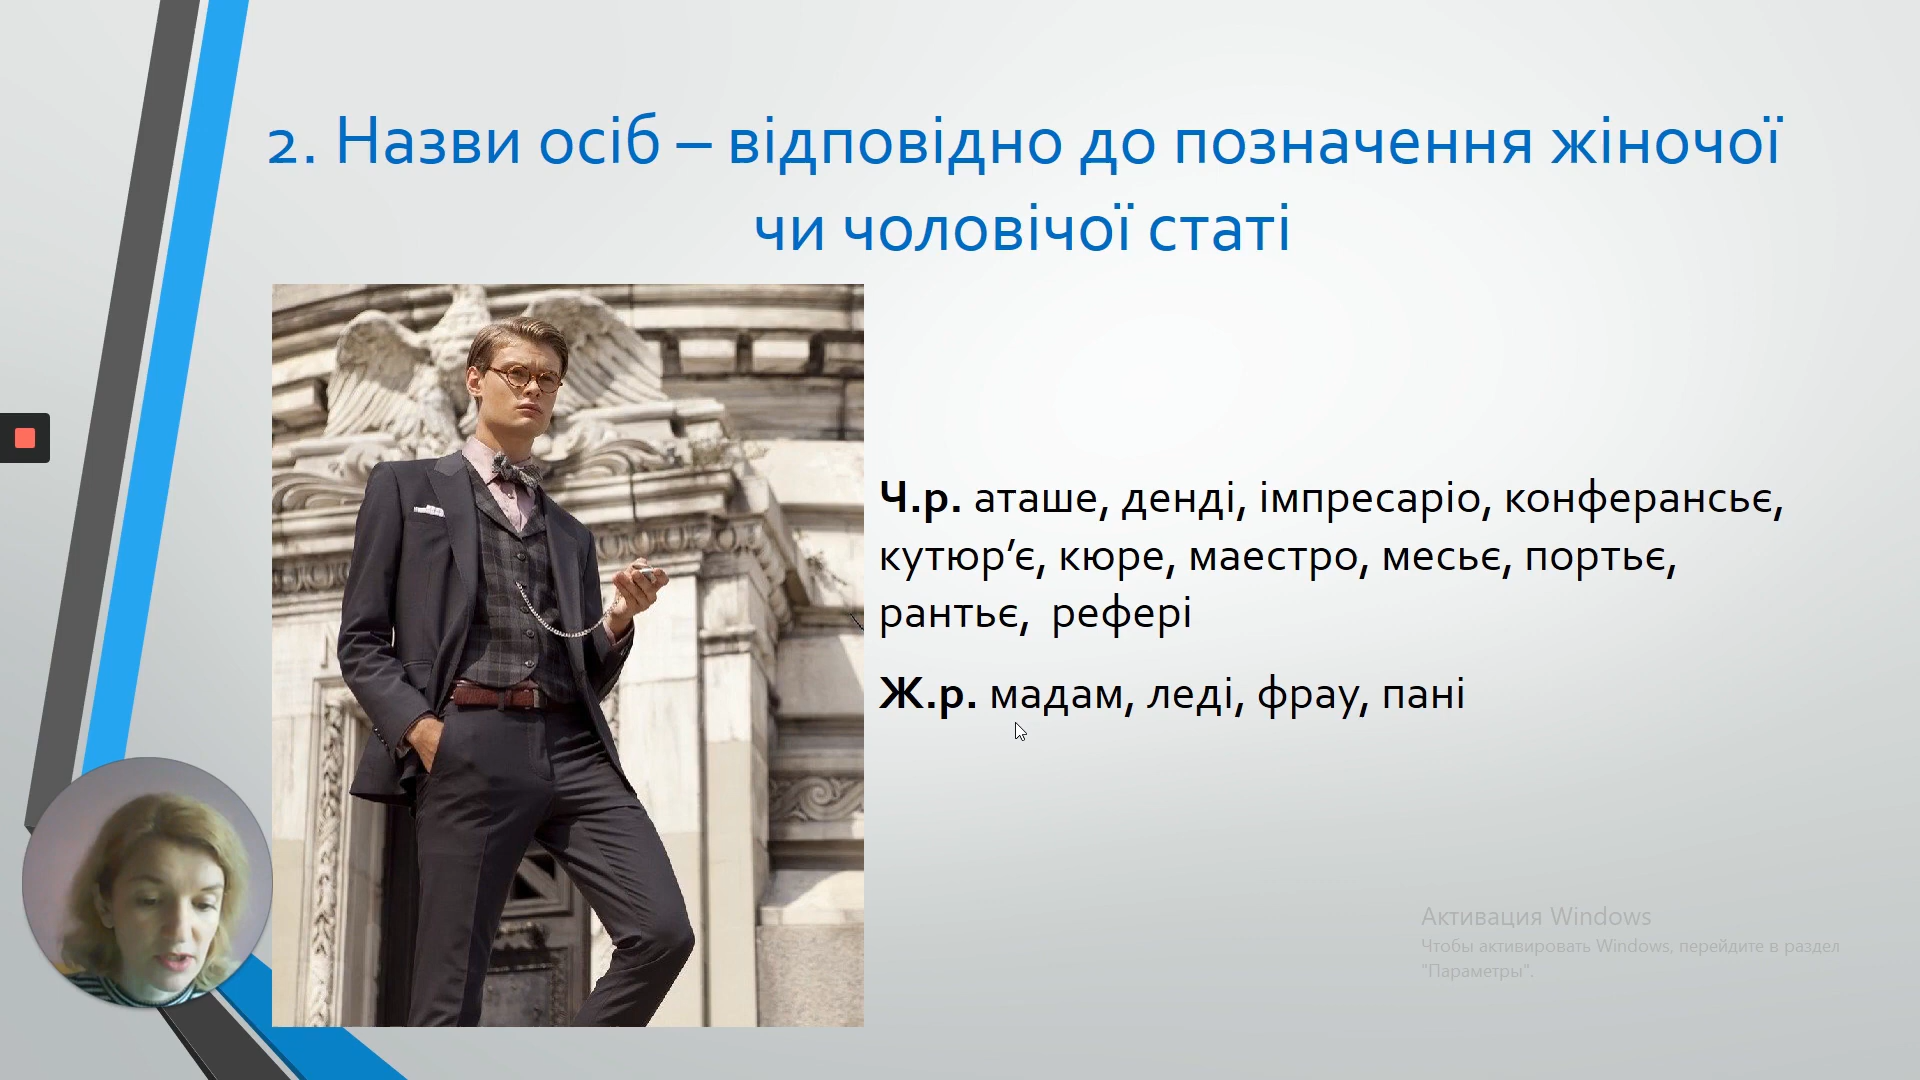 2. Назви осіб – відповідно до позначення жіночої
чи чоловічої статі
Ч.р. аташе, денді, імпресаріо, конферансьє,
кутюр’є, кюре, маестро, месьє, портьє,
рантьє,  рефері
Ж.р. мадам, леді, фрау, пані
Активация Windows
Чтобы активировать Windows, перейдите в раздел
"Параметры".